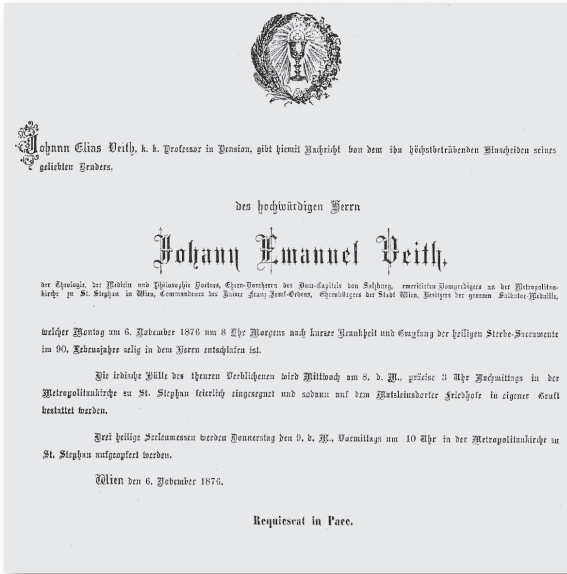 Johann Elias Veith, k. k. Professor in Pension, gibt hiemit Nachricht von dem ihn höchstbetrübenden Hinscheiden seines
geliebten Bruders,
des hochwürdigen Herrn
Johann Emanuel Veith,
der Theologie, der Medicin und Philosophie Doctors, Ehren-Domherrn des Dom-Capitels von Salzburg, emeritirten Dompredigers an der Metropolitan-
kirche zu St. Stephan in Wien, Commandeurs des Kaiser Franz Josef-Ordens, Ehrenbürgers der Stadt Wien, Besitzers der grossen Salvator-Medaille,
welcher Montag am 6. November 1876 um 8 Uhr Morgens nach kurzer Krankheit und Empfang der heiligen Sterbe-Sacramente
im 90. Lebensjahre selig in dem Herrn entschlafen ist.
Die irdische Hülle des theuren Verblichenen wird Mittwoch am 8. d. M., präcise 3 Uhr Nachmittags in der
Metropolitankirche zu St. Stephan feierlich eingesegnet und sodann auf dem Matzleinsdorfer Friedhofe in eigener Gruft
bestattet werden.
Drei heilige Seelenmessen werden Donnerstag den 9. d. M., Vormittags um 10 Uhr in der Metropolitankirche zu
St. Stephan aufgeopfert werden.
Wien den 6. November 1876.
Requiescat in Pace.